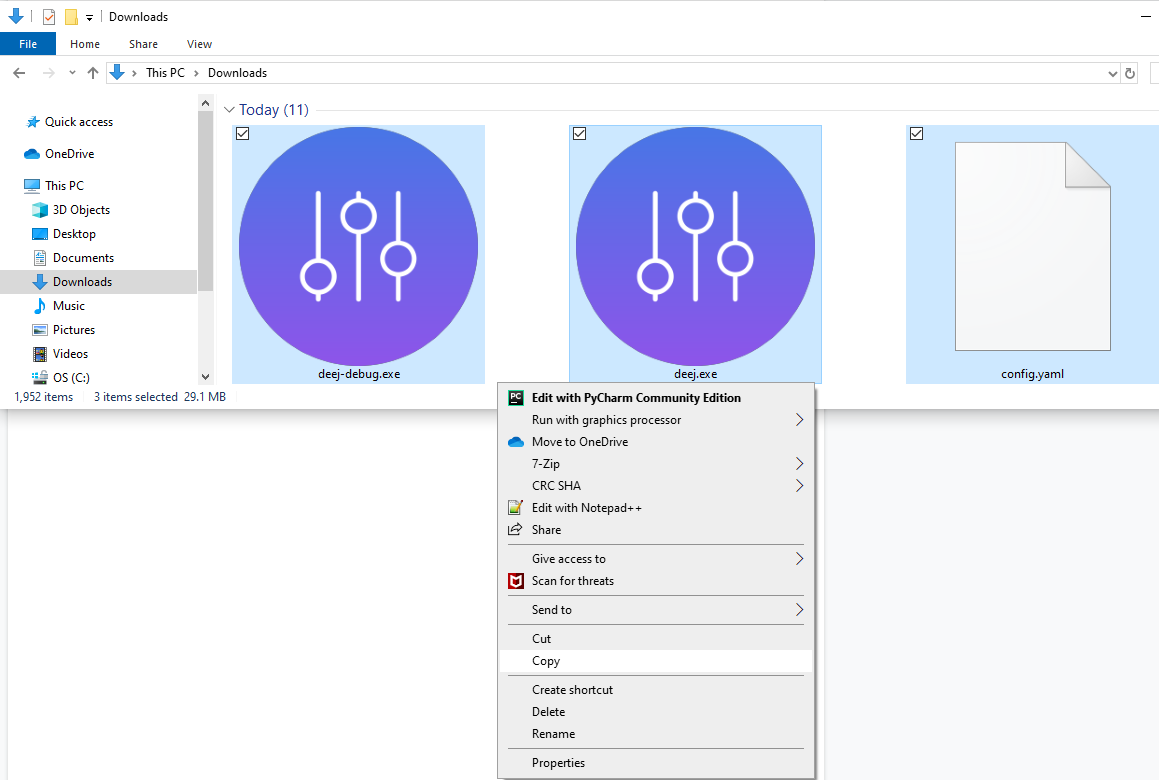 Downloads
File Home Share View
This PC Downloads
Quick access
OneDrive
This PC
3D Objects
Desktop
Documents
Downloads
Music
Pictures
Videos
OS (C:)
Today (11)
deej-debug.exe deej.exe config.yaml
1,952 items 3 items selected 29.1 MB
PC Edit with PyCharm Community Edition
Run with graphics processor
Move to OneDrive
7-Zip
CRC SHA
Edit with Notepad++
Share
Give access to
Scan for threats
Send to
Cut
Copy
Create shortcut
Delete
Rename
Properties